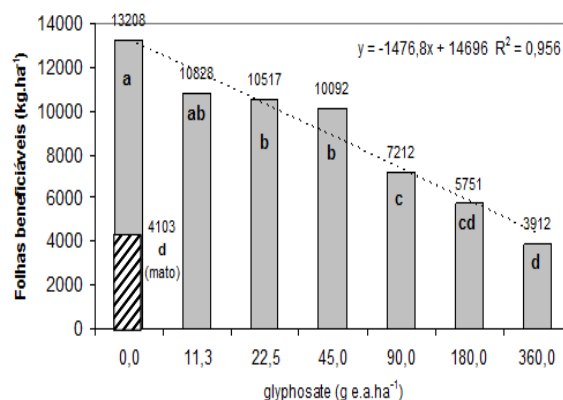 y = -1476,8x + 14696 R² = 0,956
Folhas beneficiáveis (kg.ha⁻¹)
14000
12000
10000
8000
6000
4000
2000
0
13208
a
4103
d
(mato)
10828
ab
10517
b
10092
b
7212
c
5751
cd
3912
d
0,0 11,3 22,5 45,0 90,0 180,0 360,0
glyphosate (g e.a.ha⁻¹)